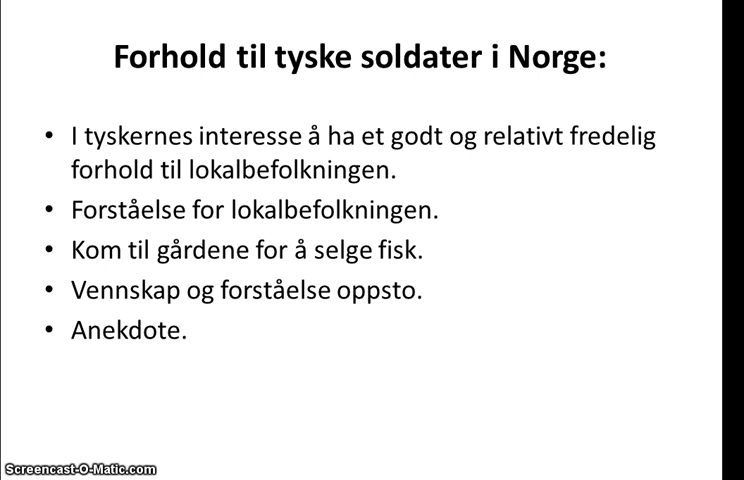 Forhold til tyske soldater i Norge:
• I tyskernes interesse å ha et godt og relativt fredelig
forhold til lokalbefolkningen.
• Forståelse for lokalbefolkningen.
• Kom til gårdene for å selge fisk.
• Vennskap og forståelse oppsto.
• Anekdote.
Screencast-O-Matic.com